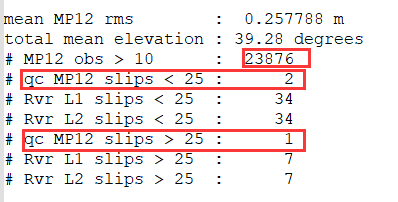 mean MP12 rms : 0.257788 m
total mean elevation : 39.28 degrees
# MP12 obs > 10 : 23876
# qc MP12 slips < 25 : 2
# Rvr L1 slips < 25 : 34
# Rvr L2 slips < 25 : 34
# qc MP12 slips > 25 : 1
# Rvr L1 slips > 25 : 7
# Rvr L2 slips > 25 : 7